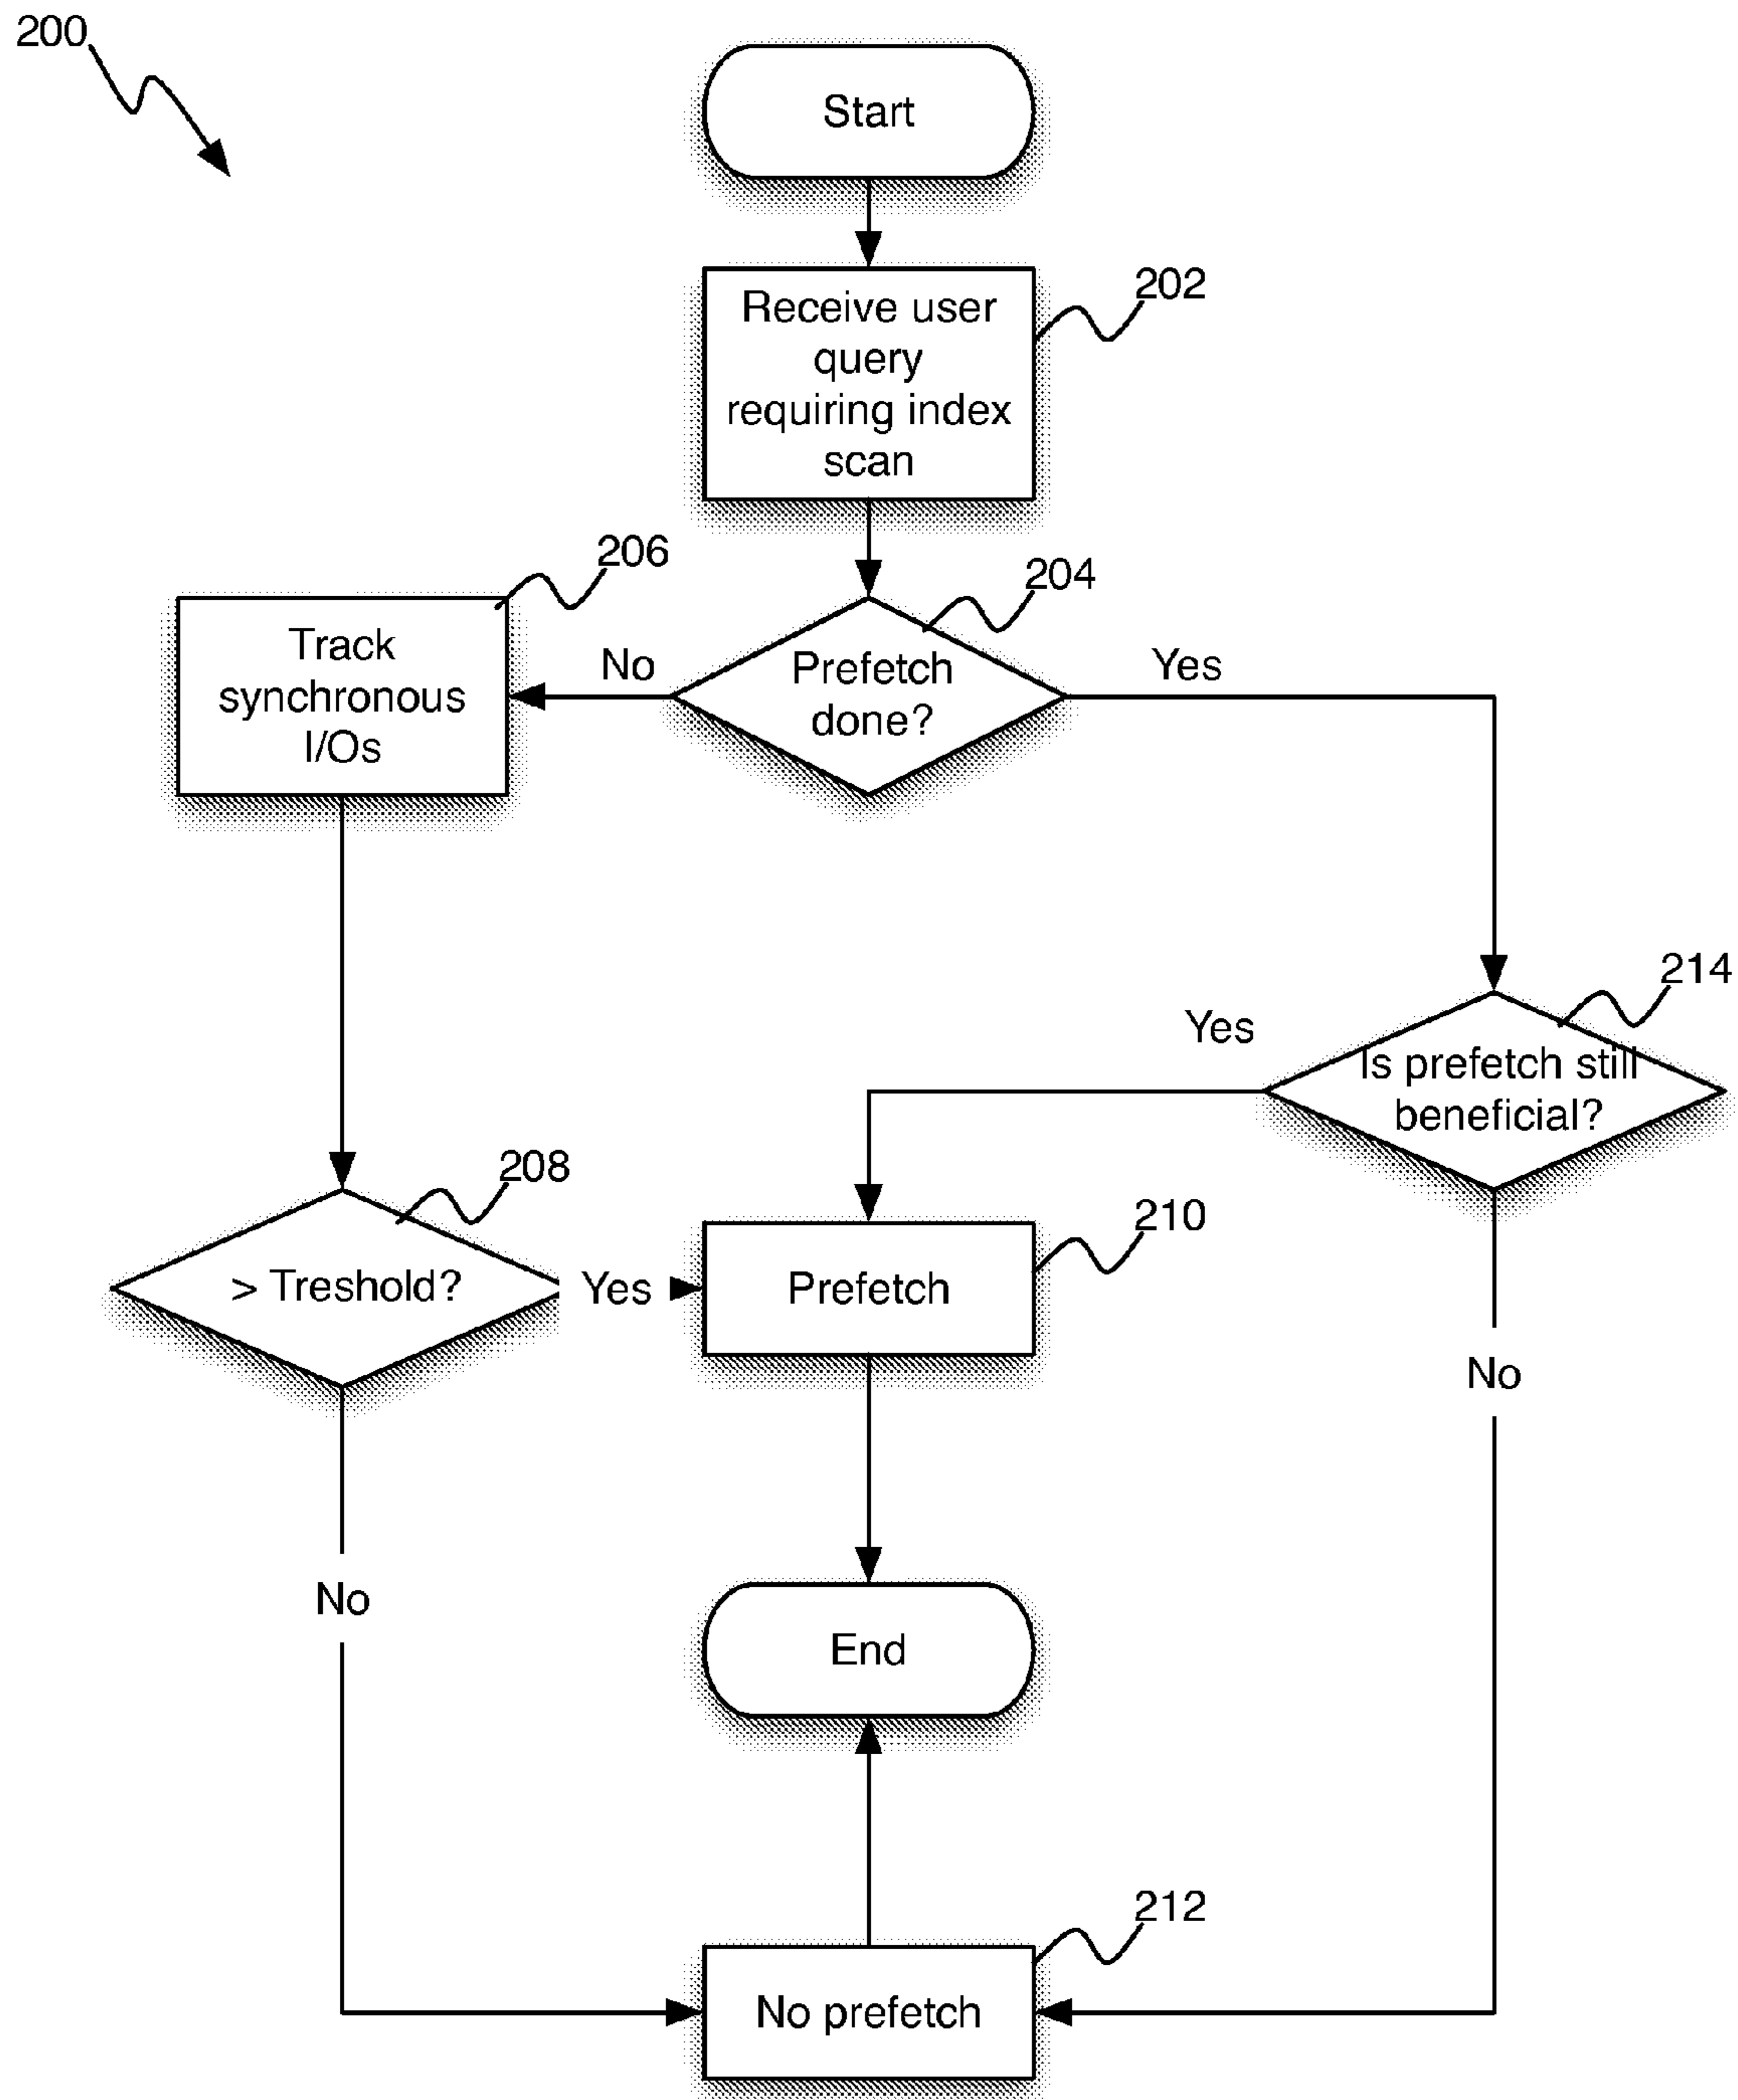 200
Start
202
Receive user
query
requiring index
scan
206
204
Track
synchronous
I/Os
No
Prefetch
done?
Yes
214
Yes
Is prefetch still
beneficial?
208
> Treshold?
Yes
210
Prefetch
No
No
End
212
No prefetch